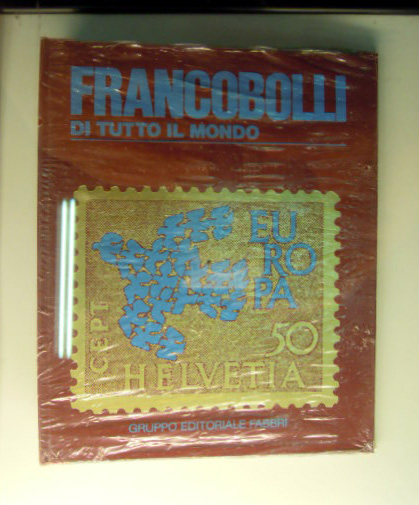 FRANCOBOLLI
DI TUTTO IL MONDO
EU
RO
PA
CEPT
50
HELVETIA
GRUPPO EDITORIALE FABBRI